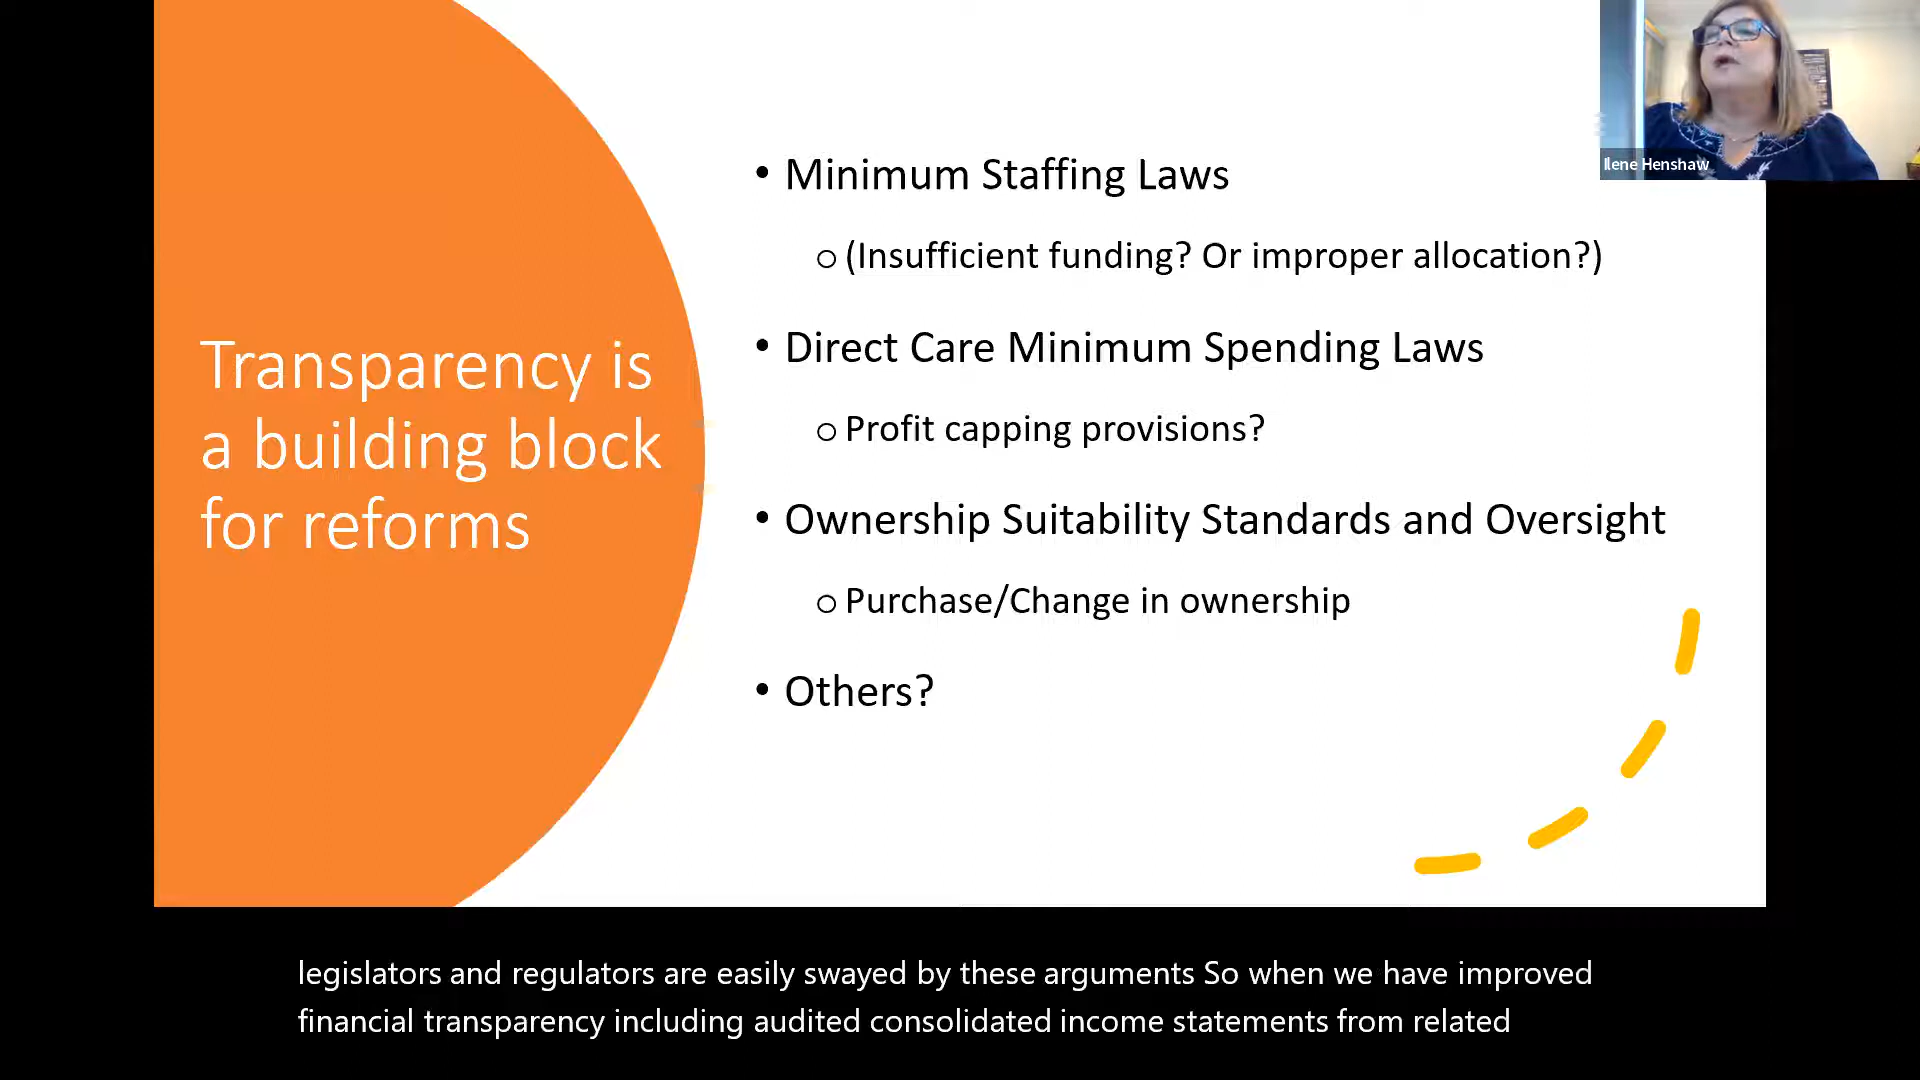 Transparency is
a building block
for reforms
• Minimum Staffing Laws
o (Insufficient funding? Or improper allocation?)
• Direct Care Minimum Spending Laws
o Profit capping provisions?
• Ownership Suitability Standards and Oversight
o Purchase/Change in ownership
• Others?
Ilene Henshaw
legislators and regulators are easily swayed by these arguments So when we have improved
financial transparency including audited consolidated income statements from related